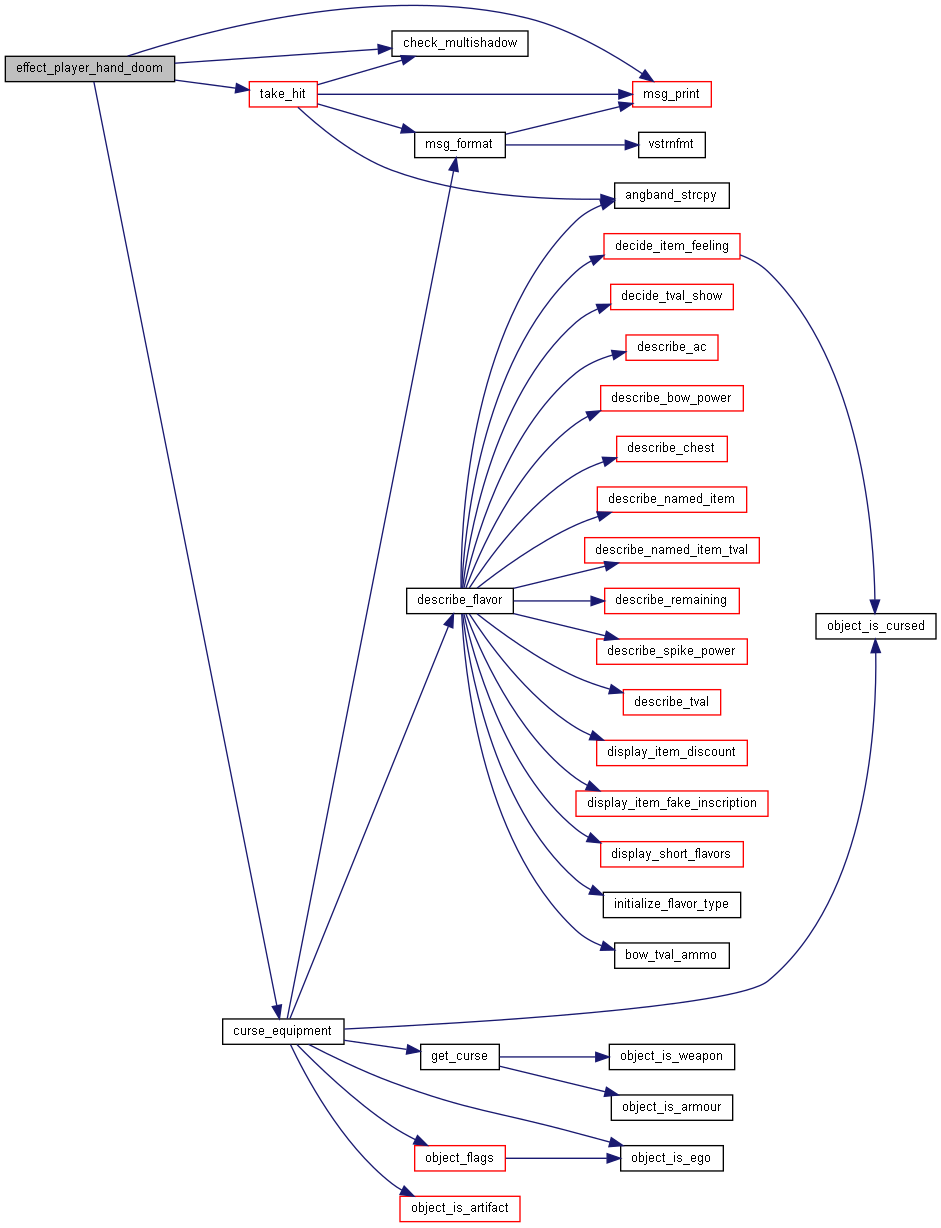 check_multishadow
effect_player_hand_doom
take_hit
msg_print
msg_format
vstrnfmt
angband_strcpy
decide_item_feeling
decide_tval_show
describe_ac
describe_bow_power
describe_chest
describe_named_item
describe_named_item_tval
describe_flavor
describe_remaining
object_is_cursed
describe_spike_power
describe_tval
display_item_discount
display_item_fake_inscription
display_short_flavors
initialize_flavor_type
bow_tval_ammo
curse_equipment
get_curse
object_is_weapon
object_is_armour
object_flags
object_is_ego
object_is_artifact